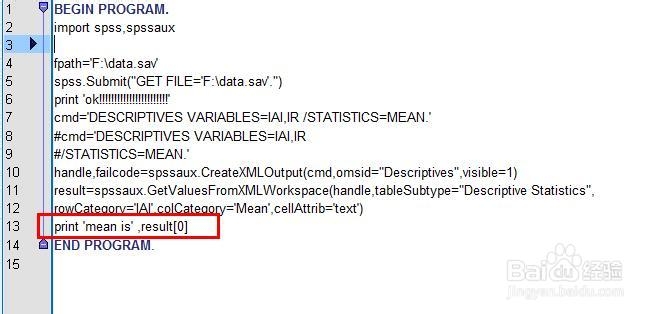 1 BEGIN PROGRAM.
2 import spss,spssaux
3
4 fpath='F:\data.sav'
5 spss.Submit("GET FILE='F:\data.sav'.")
6 print 'ok!!!!!!!!!!!!!!!!!!!!!!!!'
7 cmd='DESCRIPTIVES VARIABLES=IAI,IR /STATISTICS=MEAN.'
8 #cmd='DESCRIPTIVES VARIABLES=IAI,IR
9 #/STATISTICS=MEAN.'
10 handle,failcode=spssaux.CreateXMLOutput(cmd,omsid="Descriptives",visible=1)
11 result=spssaux.GetValuesFromXMLWorkspace(handle,tableSubtype="Descriptive Statistics",
12 rowCategory='IAI',colCategory='Mean',cellAttrib='text')
13 print 'mean is' ,result[0]
14 END PROGRAM.
15
Baidu 经验
jingyan.baidu.com